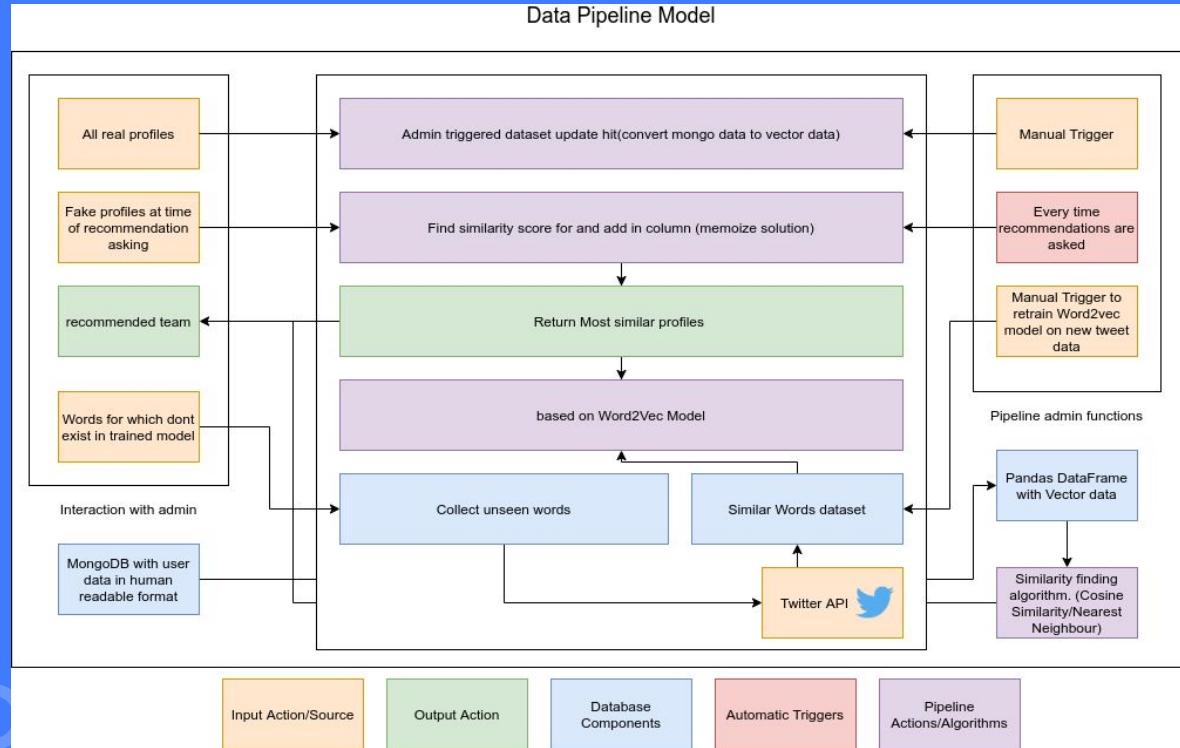 Data Pipeline Model
All real profiles
Admin triggered dataset update hit(convert mongo data to vector data)
Manual Trigger
Fake profiles at time
of recommendation
asking
Find similarity score for and add in column (memoize solution)
Every time
recommendations are
asked
recommended team
Return Most similar profiles
Manual Trigger to
retrain Word2vec
model on new tweet
data
Words for which dont
exist in trained model
based on Word2Vec Model
Pipeline admin functions
Interaction with admin
Collect unseen words
Similar Words dataset
Pandas DataFrame
with Vector data
MongoDB with user
data in human
readable format
Twitter API
Similarity finding
algorithm. (Cosine
Similarity/Nearest
Neighbour)
Input Action/Source
Output Action
Database
Components
Automatic Triggers
Pipeline
Actions/Algorithms